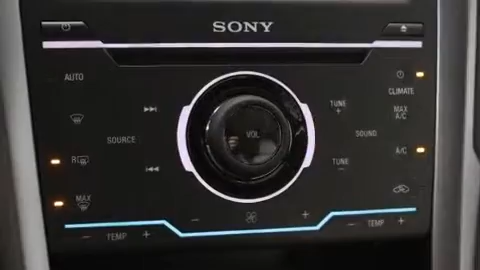 SONY
AUTO
CLIMATE
MAX
A/C
TUNE
+
SOURCE
VOL
SOUND
A/C
R
TUNE
−
MAX
− TEMP +
− +
− TEMP +